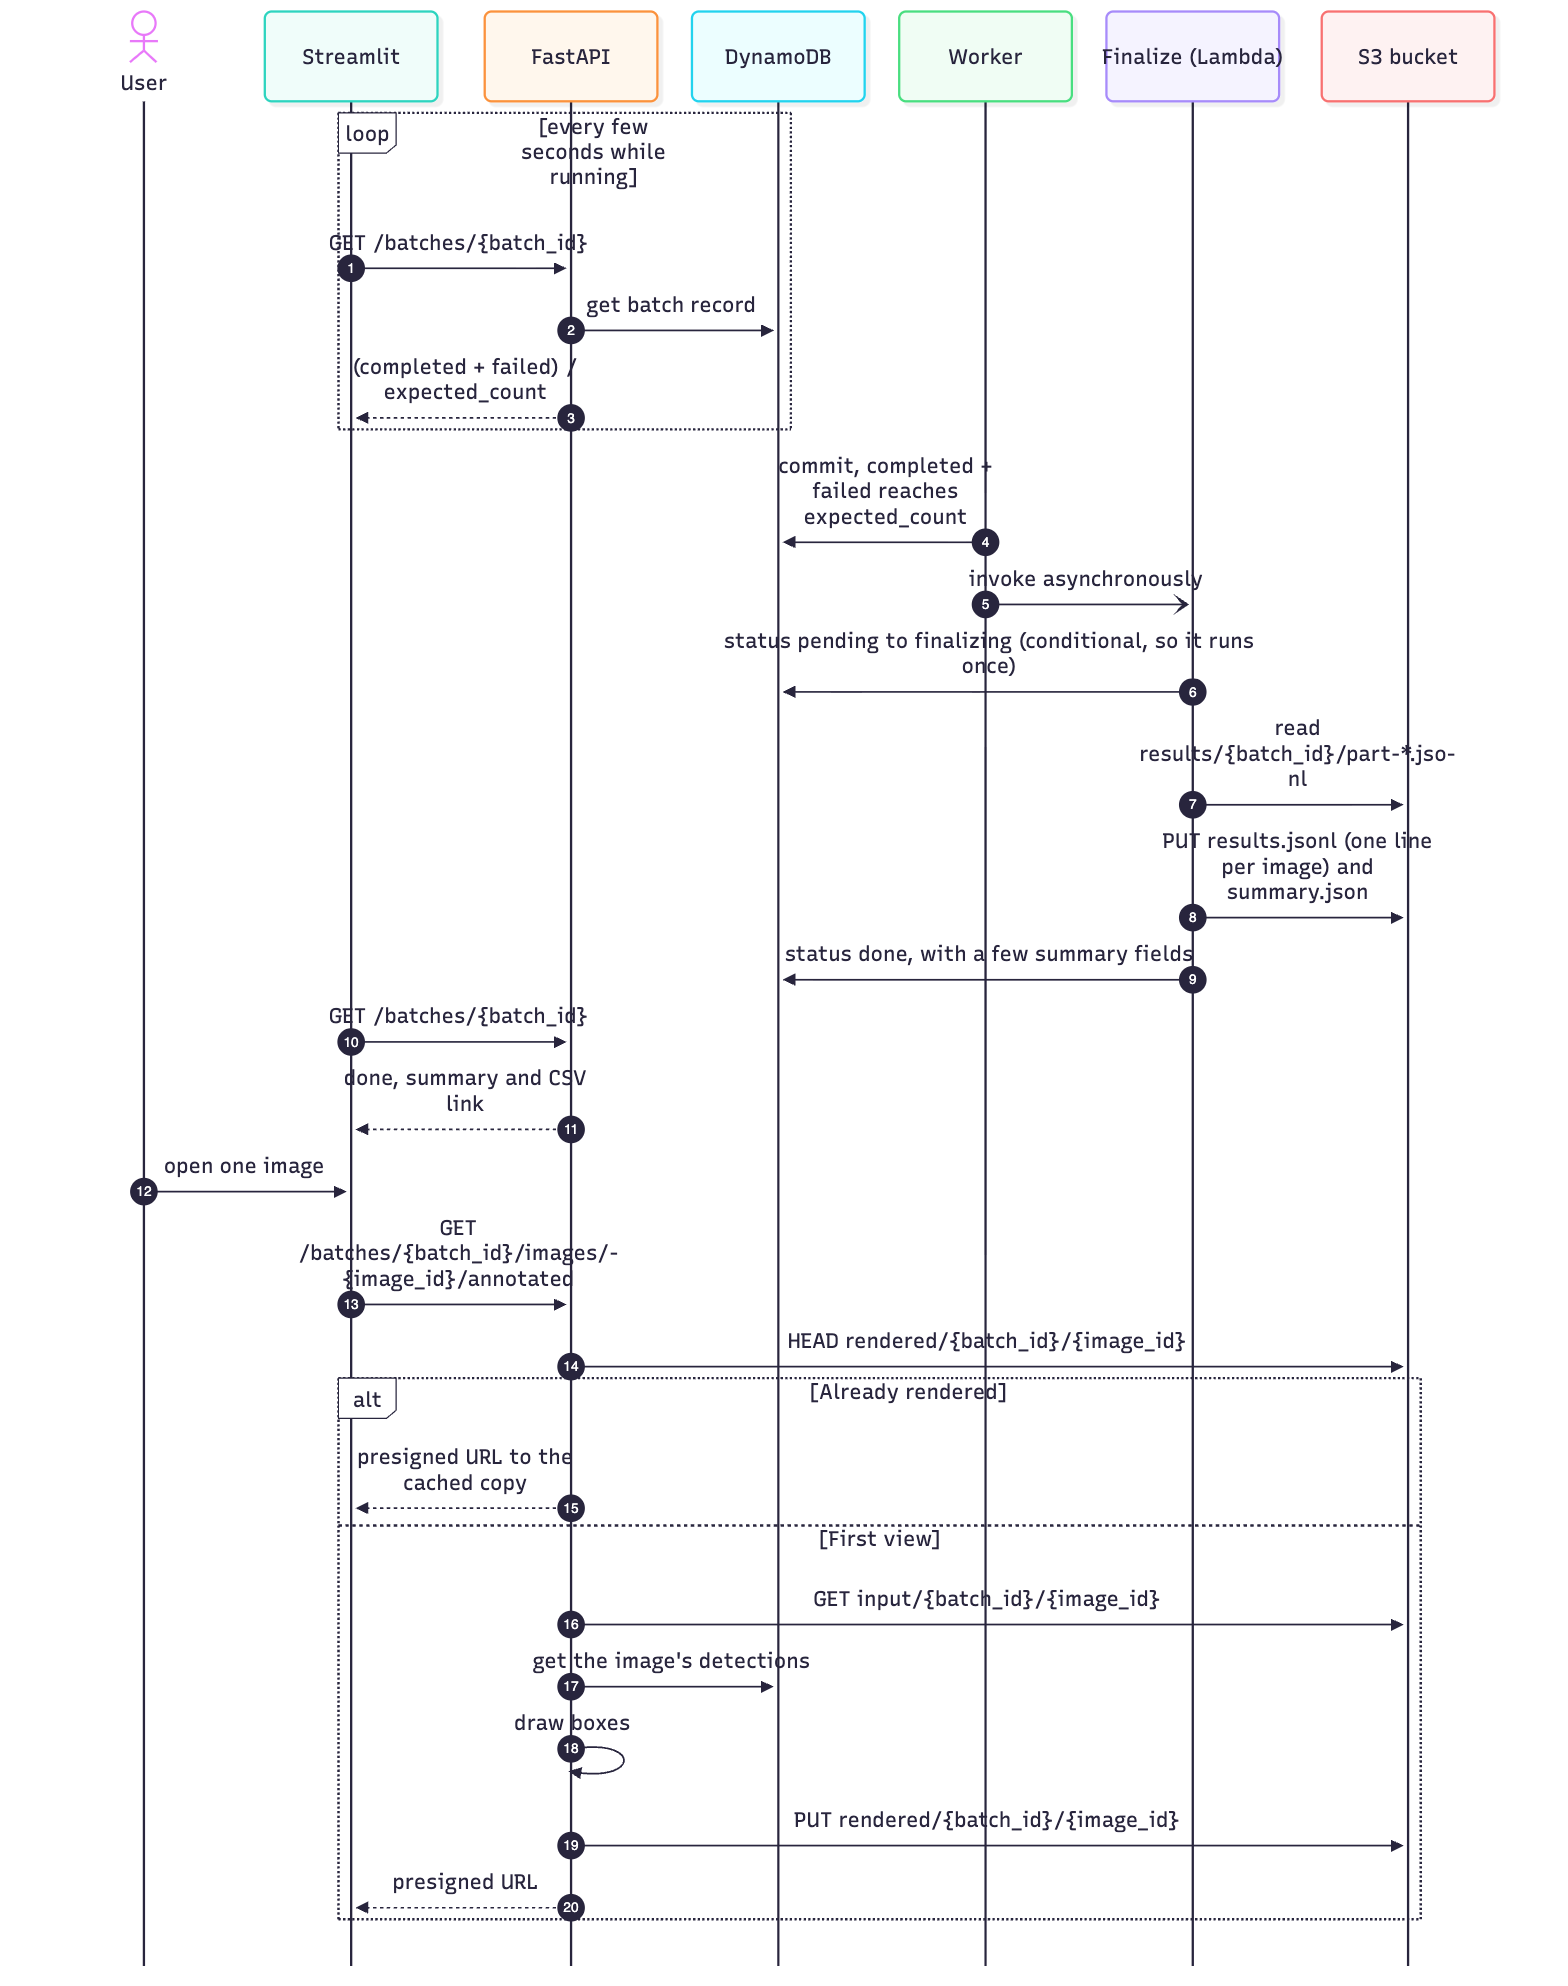 User
Streamlit
FastAPI
DynamoDB
Worker
Finalize (Lambda)
S3 bucket
loop
[every few
seconds while
running]
GET /batches/{batch_id}
1
get batch record
2
(completed + failed) /
expected_count
3
commit, completed +
failed reaches
expected_count
4
invoke asynchronously
5
status pending to finalizing (conditional, so it runs
once)
6
read
results/{batch_id}/part-*.jso-
nl
7
PUT results.jsonl (one line
per image) and
summary.json
8
status done, with a few summary fields
9
GET /batches/{batch_id}
10
done, summary and CSV
link
11
open one image
12
GET
/batches/{batch_id}/images/-
{image_id}/annotated
13
HEAD rendered/{batch_id}/{image_id}
14
alt
[Already rendered]
presigned URL to the
cached copy
15
[First view]
GET input/{batch_id}/{image_id}
16
get the image's detections
17
draw boxes
18
PUT rendered/{batch_id}/{image_id}
19
presigned URL
20